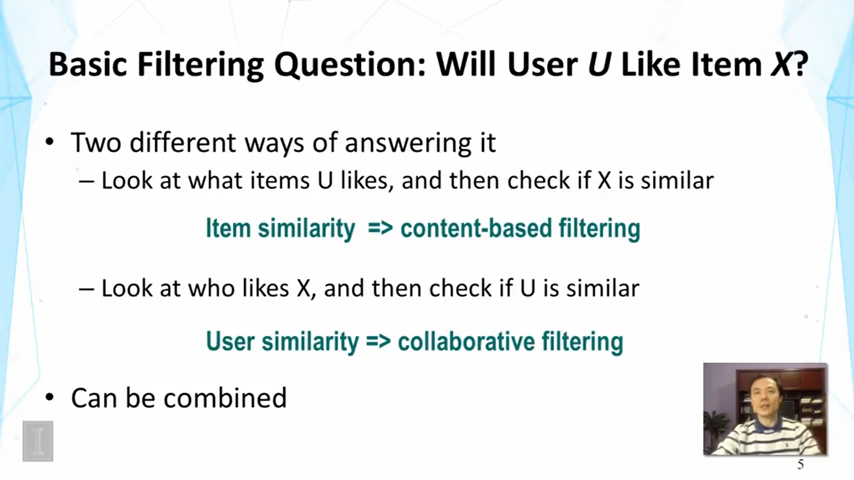 Basic Filtering Question: Will User U Like Item X?
• Two different ways of answering it
– Look at what items U likes, and then check if X is similar
Item similarity => content-based filtering
– Look at who likes X, and then check if U is similar
User similarity => collaborative filtering
• Can be combined
I
5